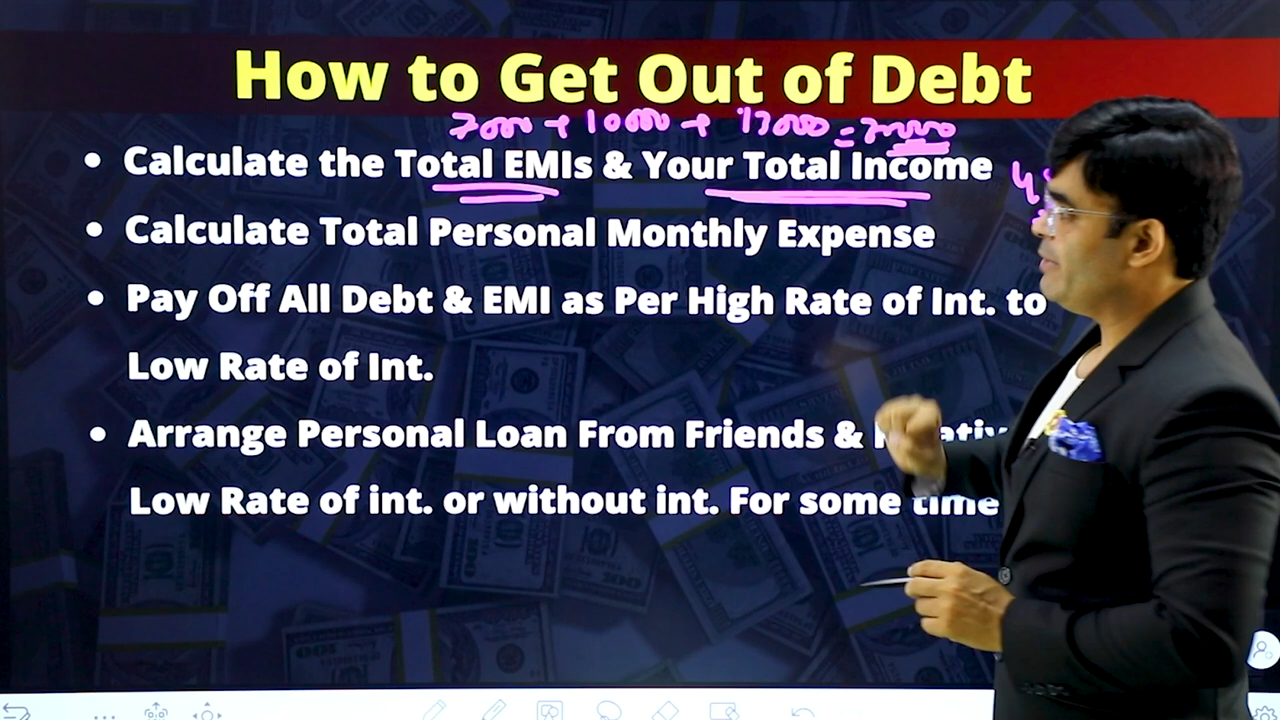 How to Get Out of Debt
7000 + 10000 + 13000 =
• Calculate the Total EMIs & Your Total Income
• Calculate Total Personal Monthly Expense
• Pay Off All Debt & EMI as Per High Rate of Int. to
Low Rate of Int.
• Arrange Personal Loan From Friends &
Low Rate of int. or without int. For some time